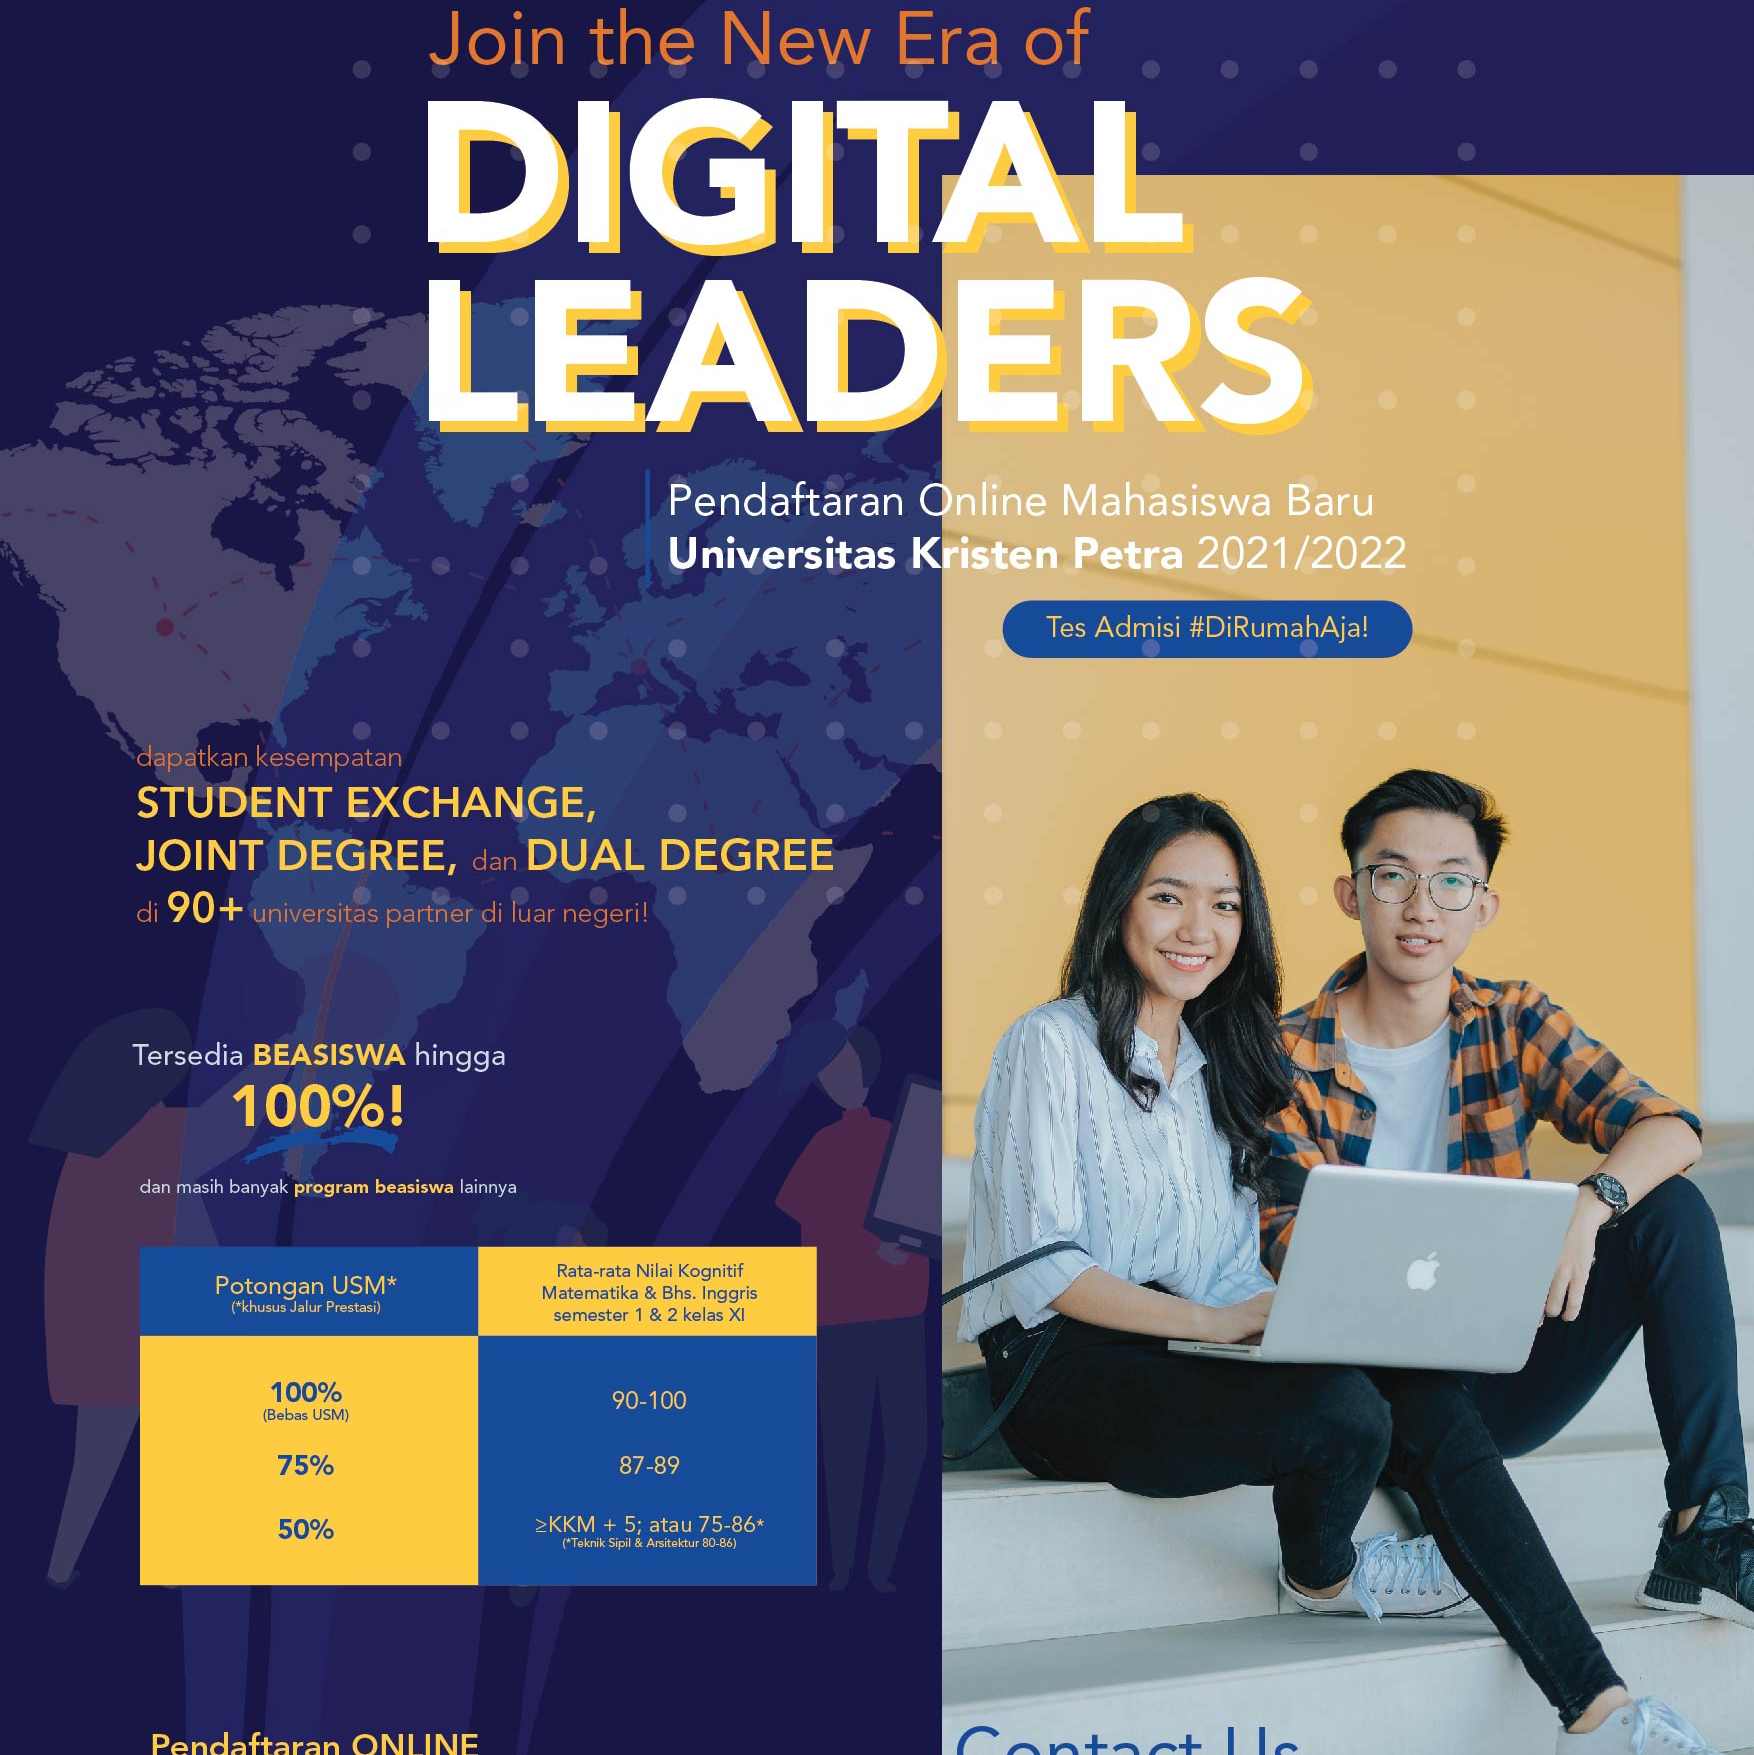 Join the New Era of
DIGITAL
LEADERS
Pendaftaran Online Mahasiswa Baru
Universitas Kristen Petra 2021/2022
Tes Admisi #DiRumahAja!
dapatkan kesempatan
STUDENT EXCHANGE,
JOINT DEGREE, dan DUAL DEGREE
di 90+ universitas partner di luar negeri!
Tersedia BEASISWA hingga
100%!
dan masih banyak program beasiswa lainnya
Potongan USM*
(*khusus Jalur Prestasi)
Rata-rata Nilai Kognitif
Matematika & Bhs. Inggris
semester 1 & 2 kelas XI
100%
(Bebas USM)
90-100
75%
87-89
50%
≥KKM + 5; atau 75-86*
(*Teknik Sipil & Arsitektur 80-86)
Pendaftaran ONLINE
Contact Us